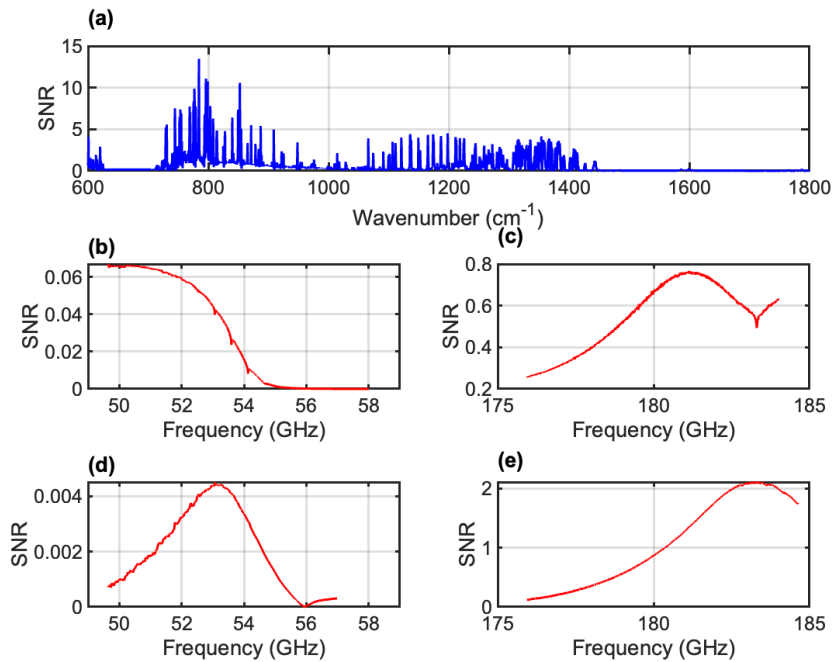 (a)
15
10
5
0
SNR
600 800 1000 1200 1400 1600 1800
Wavenumber (cm⁻¹)
(b)
0.06
0.04
0.02
0
SNR
50 52 54 56 58
Frequency (GHz)
(c)
0.8
0.6
0.4
0.2
SNR
175 180 185
Frequency (GHz)
(d)
0.004
0.002
0
SNR
50 52 54 56 58
Frequency (GHz)
(e)
2
1
0
SNR
175 180 185
Frequency (GHz)